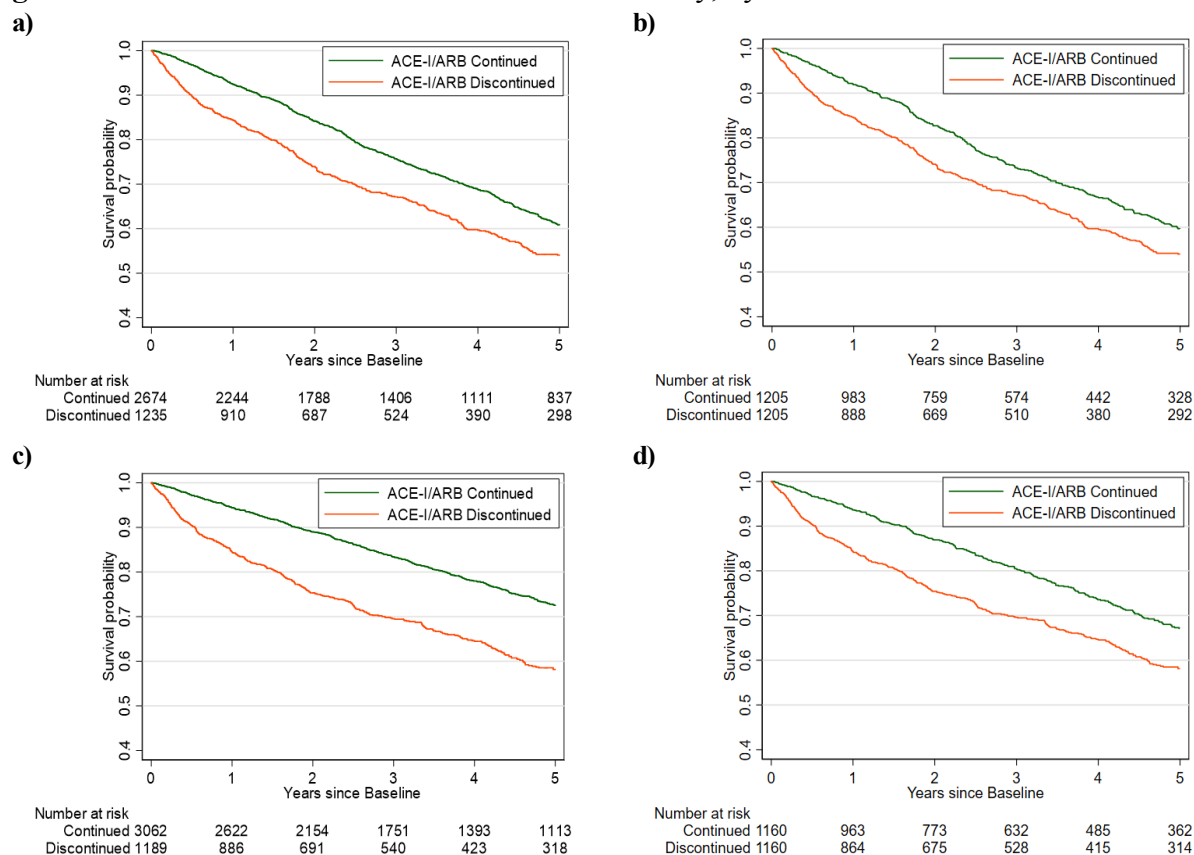 a)
1.0
0.9
0.8
0.7
0.6
0.5
0.4
Survival probability
ACE-I/ARB Continued
ACE-I/ARB Discontinued
0 1 2 3 4 5
Years since Baseline
Number at risk
Continued 2674 2244 1788 1406 1111 837
Discontinued 1235 910 687 524 390 298
b)
1.0
0.9
0.8
0.7
0.6
0.5
0.4
Survival probability
ACE-I/ARB Continued
ACE-I/ARB Discontinued
0 1 2 3 4 5
Years since Baseline
Number at risk
Continued 1205 983 759 574 442 328
Discontinued 1205 888 669 510 380 292
c)
1.0
0.9
0.8
0.7
0.6
0.5
0.4
Survival probability
ACE-I/ARB Continued
ACE-I/ARB Discontinued
0 1 2 3 4 5
Years since Baseline
Number at risk
Continued 3062 2622 2154 1751 1393 1113
Discontinued 1189 886 691 540 423 318
d)
1.0
0.9
0.8
0.7
0.6
0.5
0.4
Survival probability
ACE-I/ARB Continued
ACE-I/ARB Discontinued
0 1 2 3 4 5
Years since Baseline
Number at risk
Continued 1160 963 773 632 485 362
Discontinued 1160 864 675 528 415 314